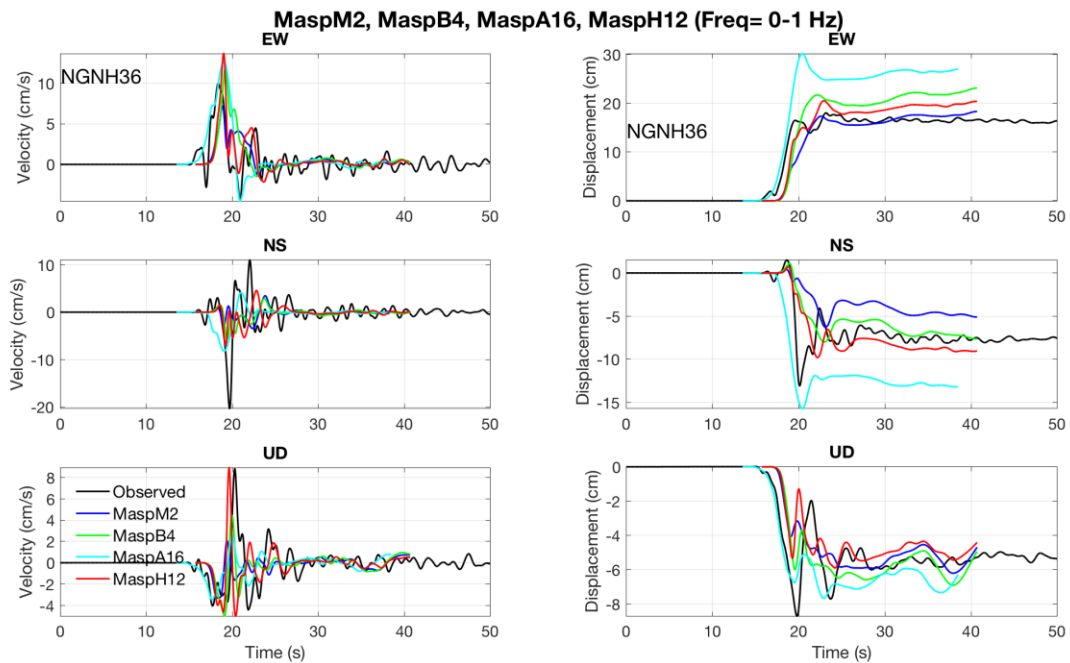 MaspM2, MaspB4, MaspA16, MaspH12 (Freq= 0-1 Hz)
EW
EW
NGNH36
NGNH36
Velocity (cm/s)
10
5
0
0
10
20
30
40
50
Displacement (cm)
30
20
10
0
0
10
20
30
40
50
NS
NS
Velocity (cm/s)
10
0
-10
-20
0
10
20
30
40
50
Displacement (cm)
0
-5
-10
-15
0
10
20
30
40
50
UD
UD
Velocity (cm/s)
8
6
4
2
0
-2
-4
Observed
MaspM2
MaspB4
MaspA16
MaspH12
0
10
20
30
40
50
Time (s)
Displacement (cm)
0
-2
-4
-6
-8
0
10
20
30
40
50
Time (s)